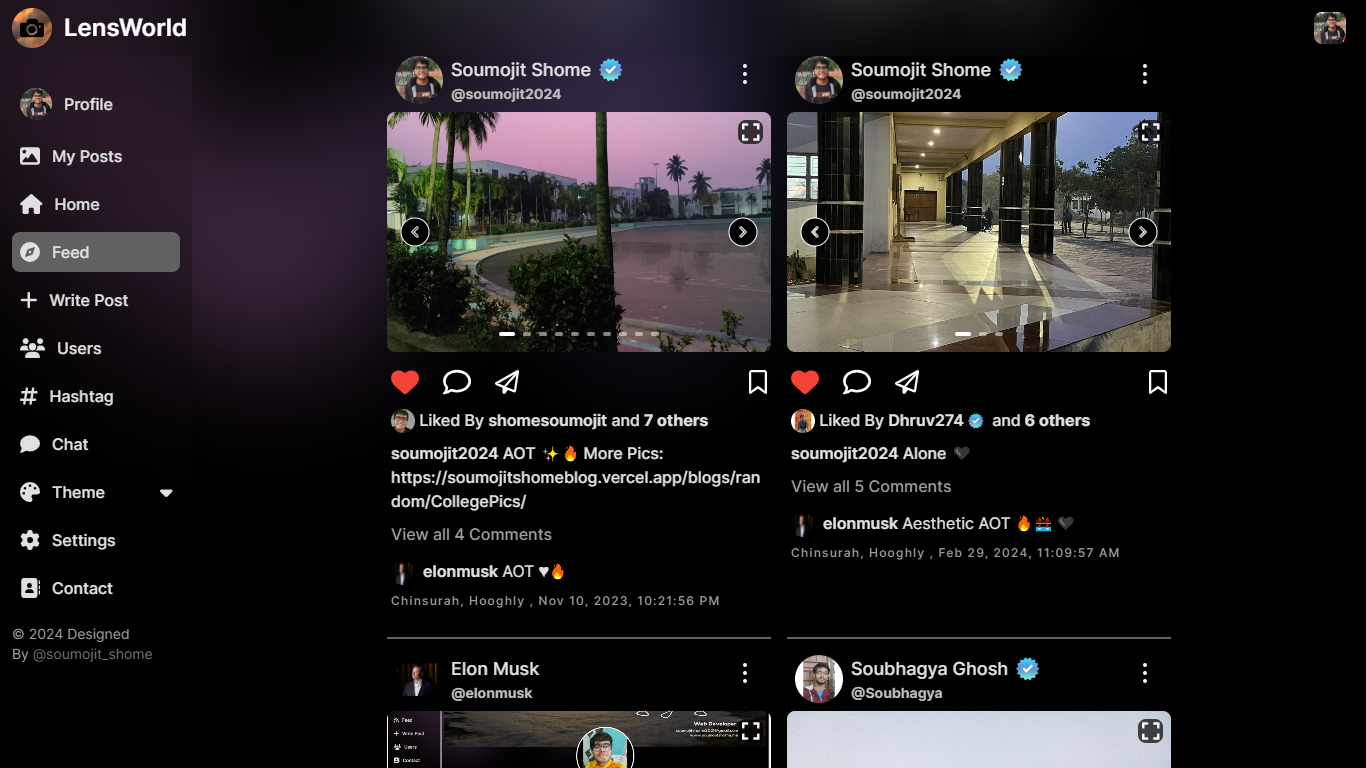 LensWorld
Profile
My Posts
Home
Feed
Write Post
Users
Hashtag
Chat
Theme
Settings
Contact
© 2024 Designed
By @soumojit_shome
Soumojit Shome
@soumojit2024
Liked By shomesoumojit and 7 others
soumojit2024 AOT ✨🔥 More Pics:
https://soumojitshomeblog.vercel.app/blogs/ran
dom/CollegePics/
View all 4 Comments
elonmusk AOT ♥🔥
Chinsurah, Hooghly , Nov 10, 2023, 10:21:56 PM
Soumojit Shome
@soumojit2024
Liked By Dhruv274 and 6 others
soumojit2024 Alone 🖤
View all 5 Comments
elonmusk Aesthetic AOT 🔥🌇🖤
Chinsurah, Hooghly , Feb 29, 2024, 11:09:57 AM
Elon Musk
@elonmusk
Feed
Write Post
Users
Contact
Web Developer
Soubhagya Ghosh
@Soubhagya